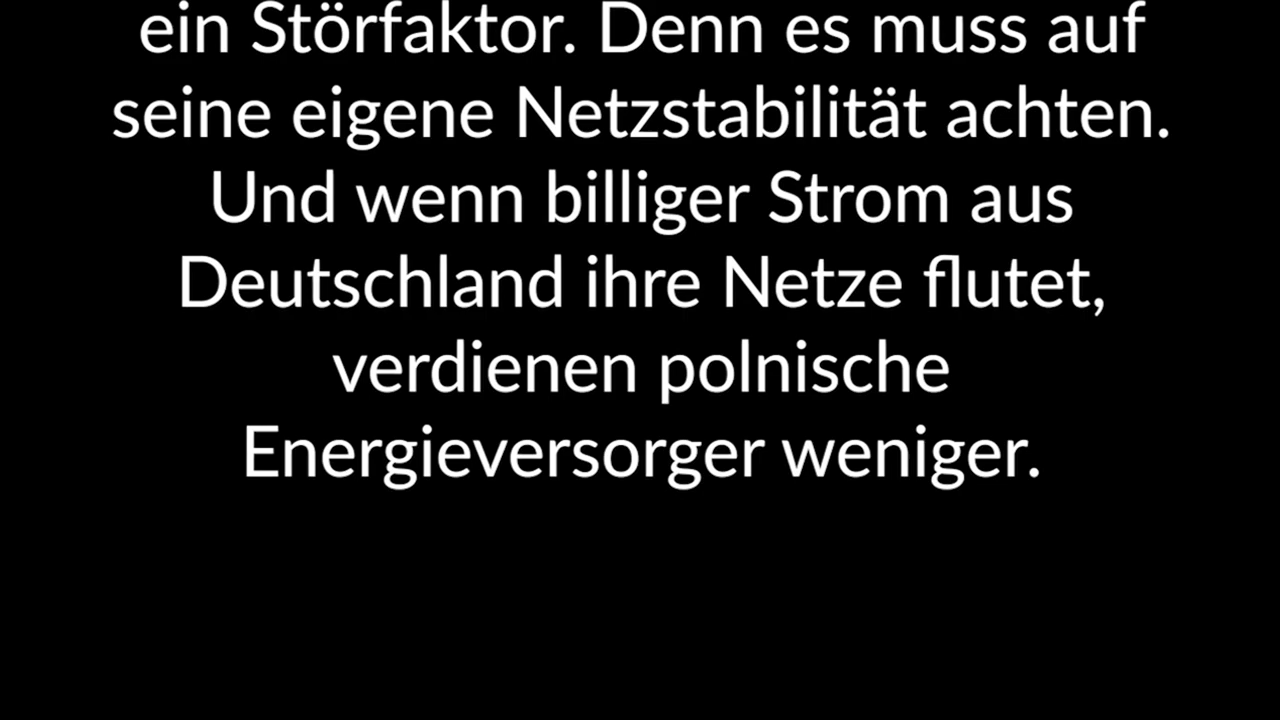 ein Störfaktor. Denn es muss auf
seine eigene Netzstabilität achten.
Und wenn billiger Strom aus
Deutschland ihre Netze flutet,
verdienen polnische
Energieversorger weniger.